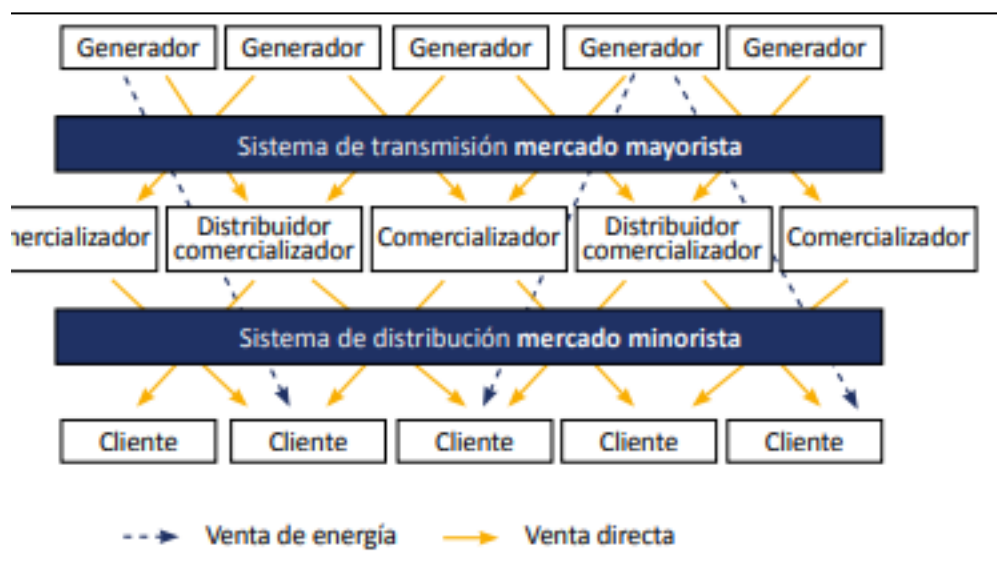 Generador Generador Generador Generador Generador
Sistema de transmisión mercado mayorista
Distribuidor comercializador Comercializador Distribuidor comercializador Comercializador
Sistema de distribución mercado minorista
Cliente Cliente Cliente Cliente Cliente
Venta de energía Venta directa